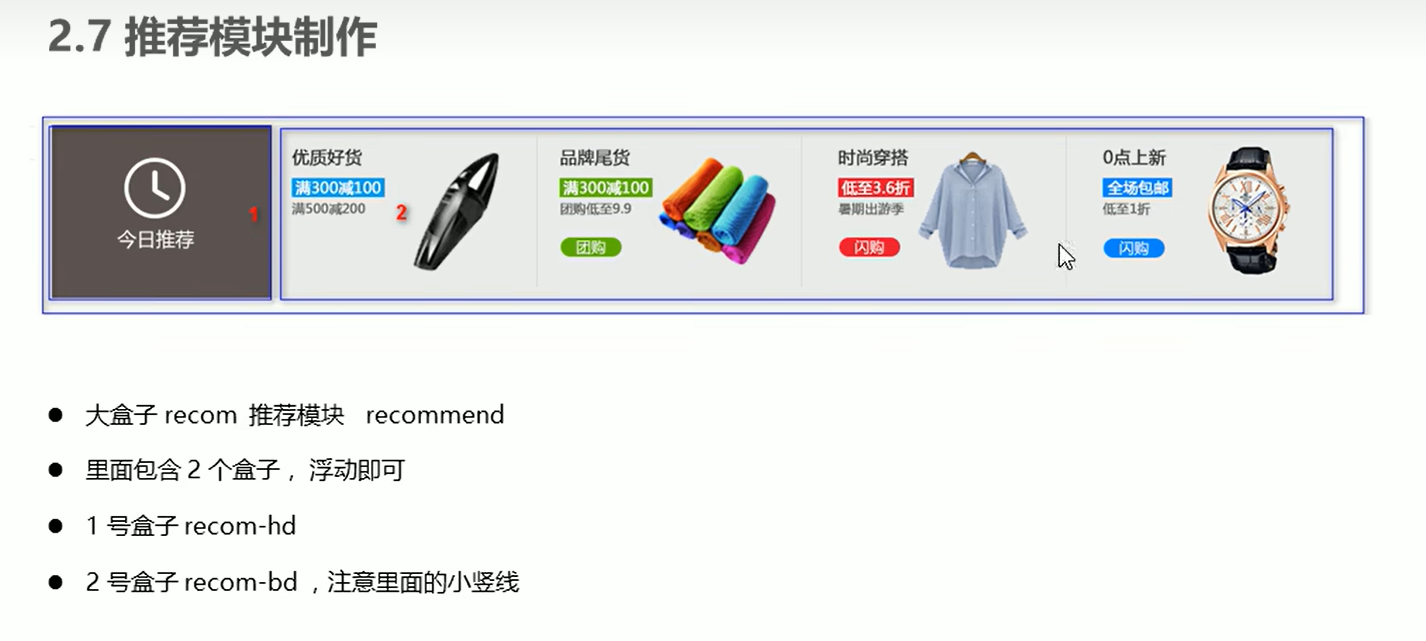 2.7 推荐模块制作
今日推荐
1
优质好货
满300减100
满500减200
2
品牌尾货
满300减100
团购低至9.9
团购
时尚穿搭
低至3.6折
暑期出游季
闪购
0点上新
全场包邮
低至1折
闪购
● 大盒子 recom 推荐模块 recommend
● 里面包含 2 个盒子 ，浮动即可
● 1 号盒子 recom-hd
● 2 号盒子 recom-bd ，注意里面的小竖线